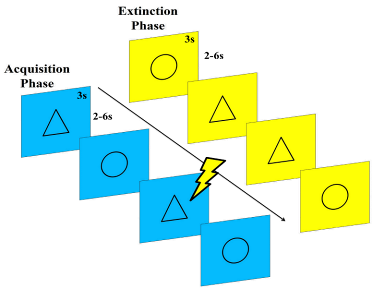 Extinction
Phase
3s
2-6s
Acquisition
Phase
3s
2-6s